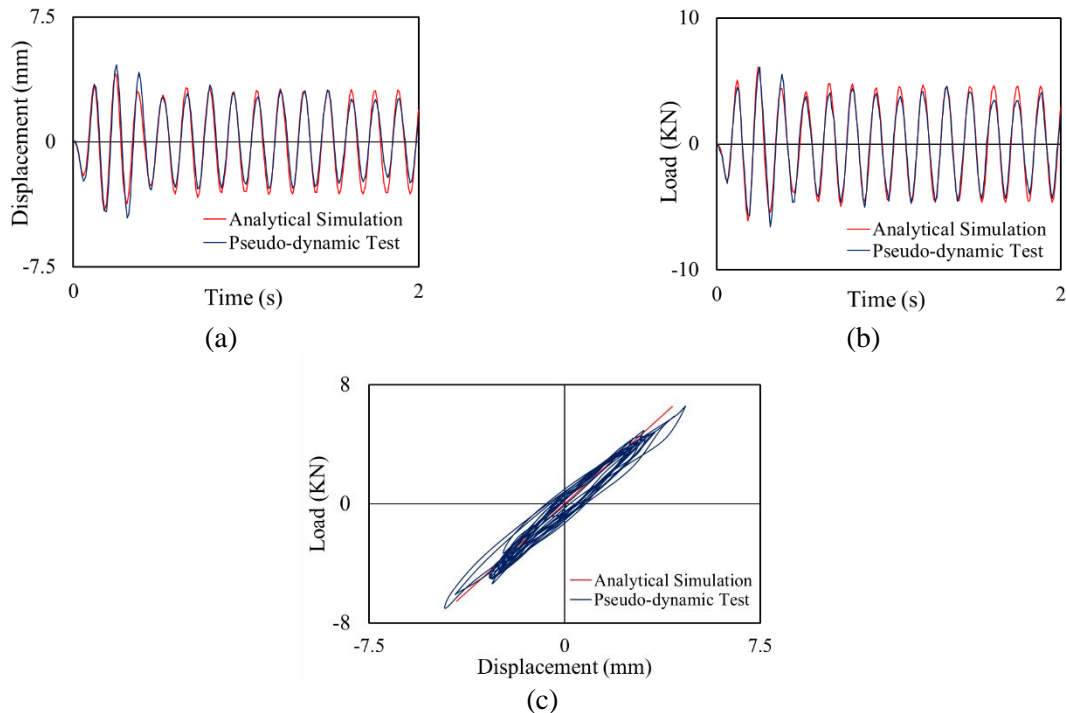 7.5
Displacement (mm)
0
-7.5
Analytical Simulation
Pseudo-dynamic Test
0
Time (s)
2
(a)
10
Load (KN)
0
-10
Analytical Simulation
Pseudo-dynamic Test
0
Time (s)
2
(b)
8
Load (KN)
0
-8
Analytical Simulation
Pseudo-dynamic Test
-7.5
0
7.5
Displacement (mm)
(c)